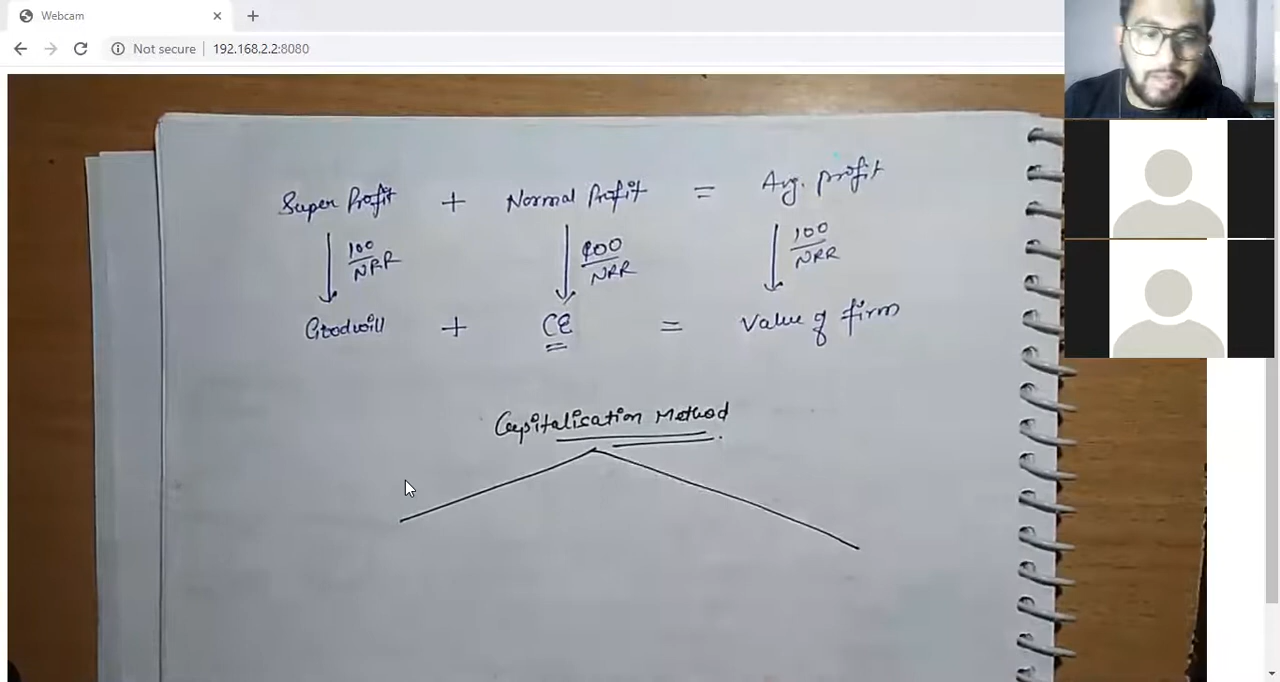 Webcam
Not secure 192.168.2.2:8080
Super Profit + Normal Profit = Avg. profit
100 100 100
NRR NRR NRR
Goodwill + CE = Value of firm
Capitalisation Method